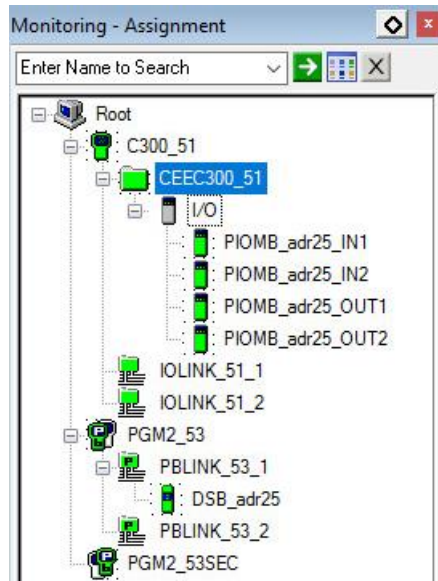 Monitoring - Assignment
Enter Name to Search
Root
C300_51
CEEC300_51
I/O
PIOMB_adr25_IN1
PIOMB_adr25_IN2
PIOMB_adr25_OUT1
PIOMB_adr25_OUT2
IOLINK_51_1
IOLINK_51_2
PGM2_53
PBLINK_53_1
DSB_adr25
PBLINK_53_2
PGM2_53SEC